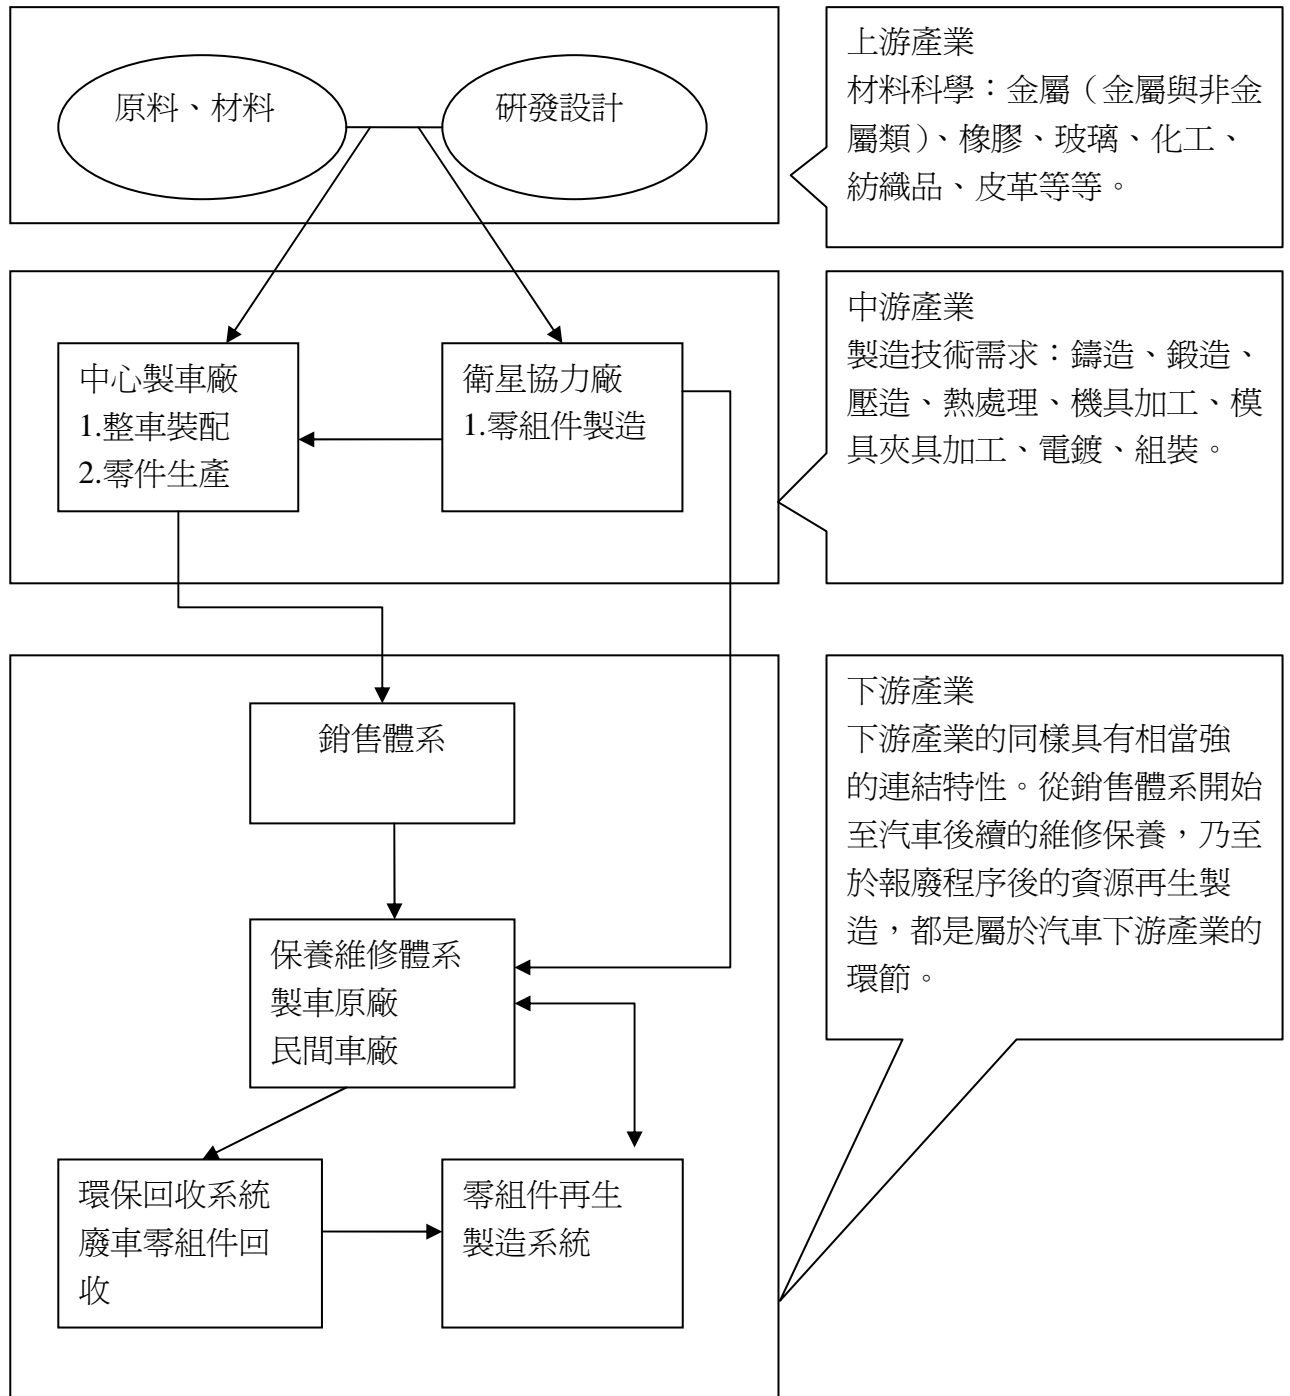 原料、材料
研發設計
上游產業
材料科學：金屬（金屬與非金
屬類）、橡膠、玻璃、化工、
紡織品、皮革等等。
中心製車廠
1.整車裝配
2.零件生產
衛星協力廠
1.零組件製造
中游產業
製造技術需求：鑄造、鍛造、
壓造、熱處理、機具加工、模
具夾具加工、電鍍、組裝。
銷售體系
保養維修體系
製車原廠
民間車廠
環保回收系統
廢車零組件回
收
零組件再生
製造系統
下游產業
下游產業的同樣具有相當強
的連結特性。從銷售體系開始
至汽車後續的維修保養，乃至
於報廢程序後的資源再生製
造，都是屬於汽車下游產業的
環節。